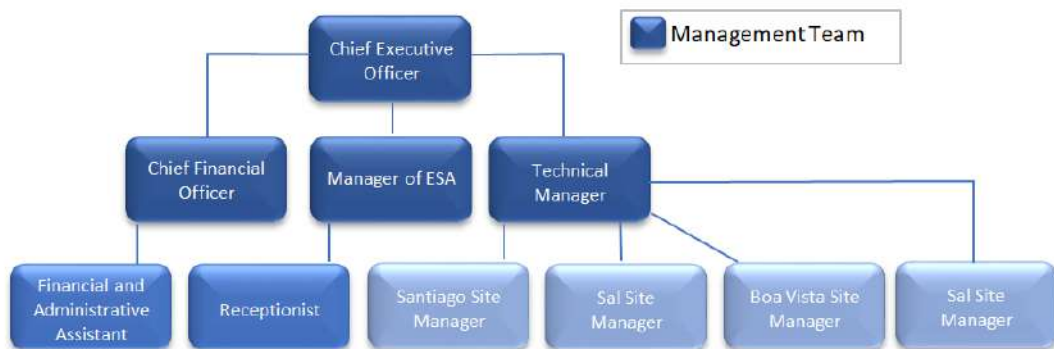 Chief Executive
Officer
Management Team
Chief Financial
Officer
Manager of ESA
Technical
Manager
Financial and
Administrative
Assistant
Receptionist
Santiago Site
Manager
Sal Site
Manager
Boa Vista Site
Manager
Sal Site
Manager